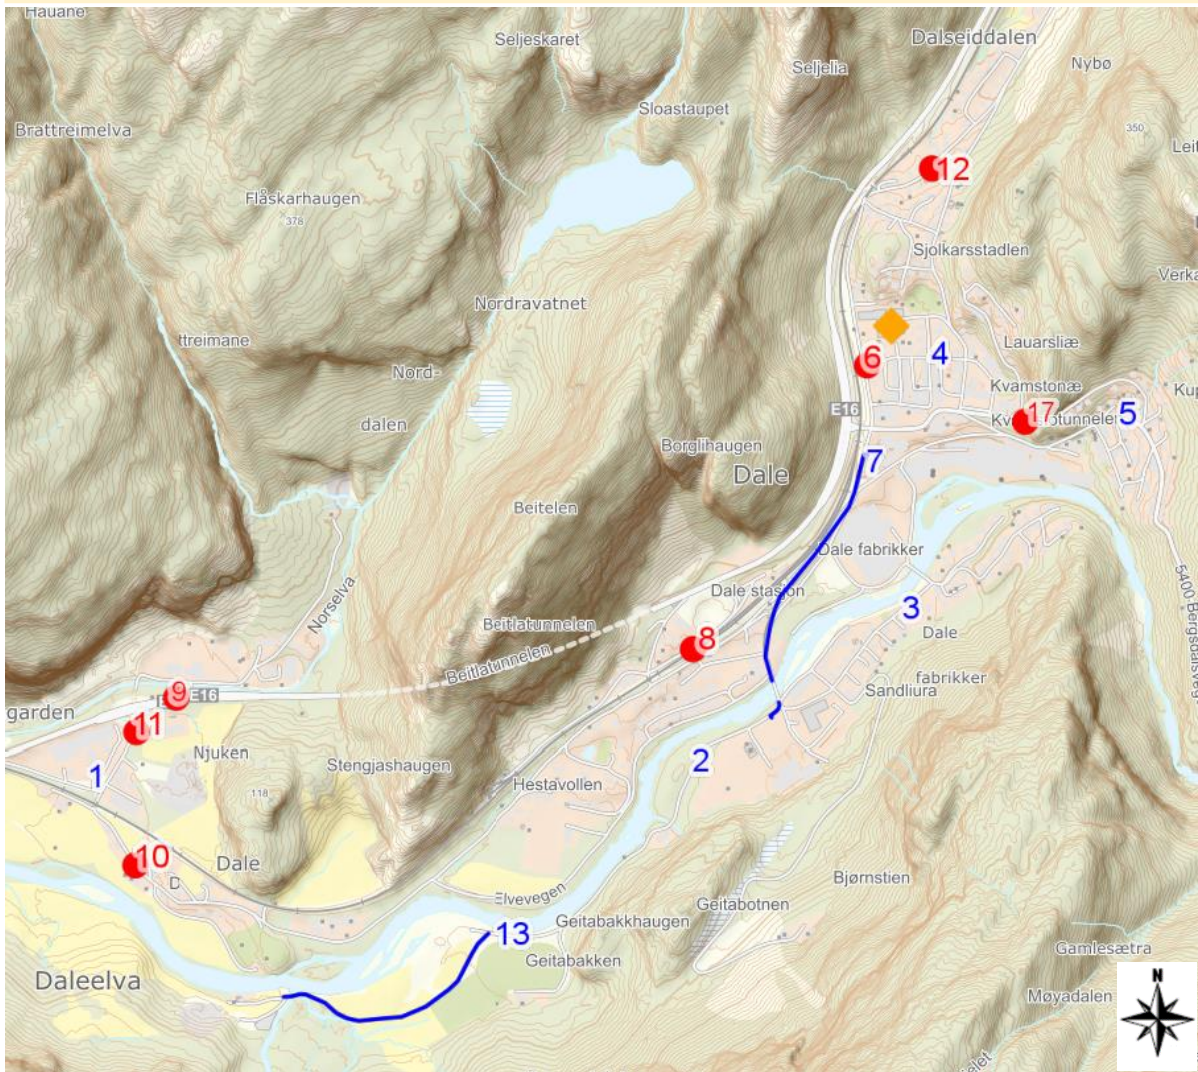 Hauane
Seljeskaret
Dalseiddalen
Seljelia
Nybø
Sloastaupet
Brattreimelva
350
12
Flåskarhaugen
378
Sjolkarsstadlen
Nordravatnet
ttreimane
Lauarsliæ
6
4
Nord-
Kvamstonæ
E16
17
5
dalen
Borglihaugen
7
Dale
Beitelen
Dale fabrikker
Norselva
Dale stasjon
5400 Bergsdalsveg
3
Beitlatunnelen
Dale
8
Beitlatunnelen
fabrikker
9
E16
Sandliura
garden
11
Njuken
1
Stengjashaugen
2
118
Hestavollen
10
Dale
D
Bjørnstien
Elvevegen
Geitabotnen
Geitabakkhaugen
13
Geitabakken
Gamlesætra
Daleelva
N
Møyadalen